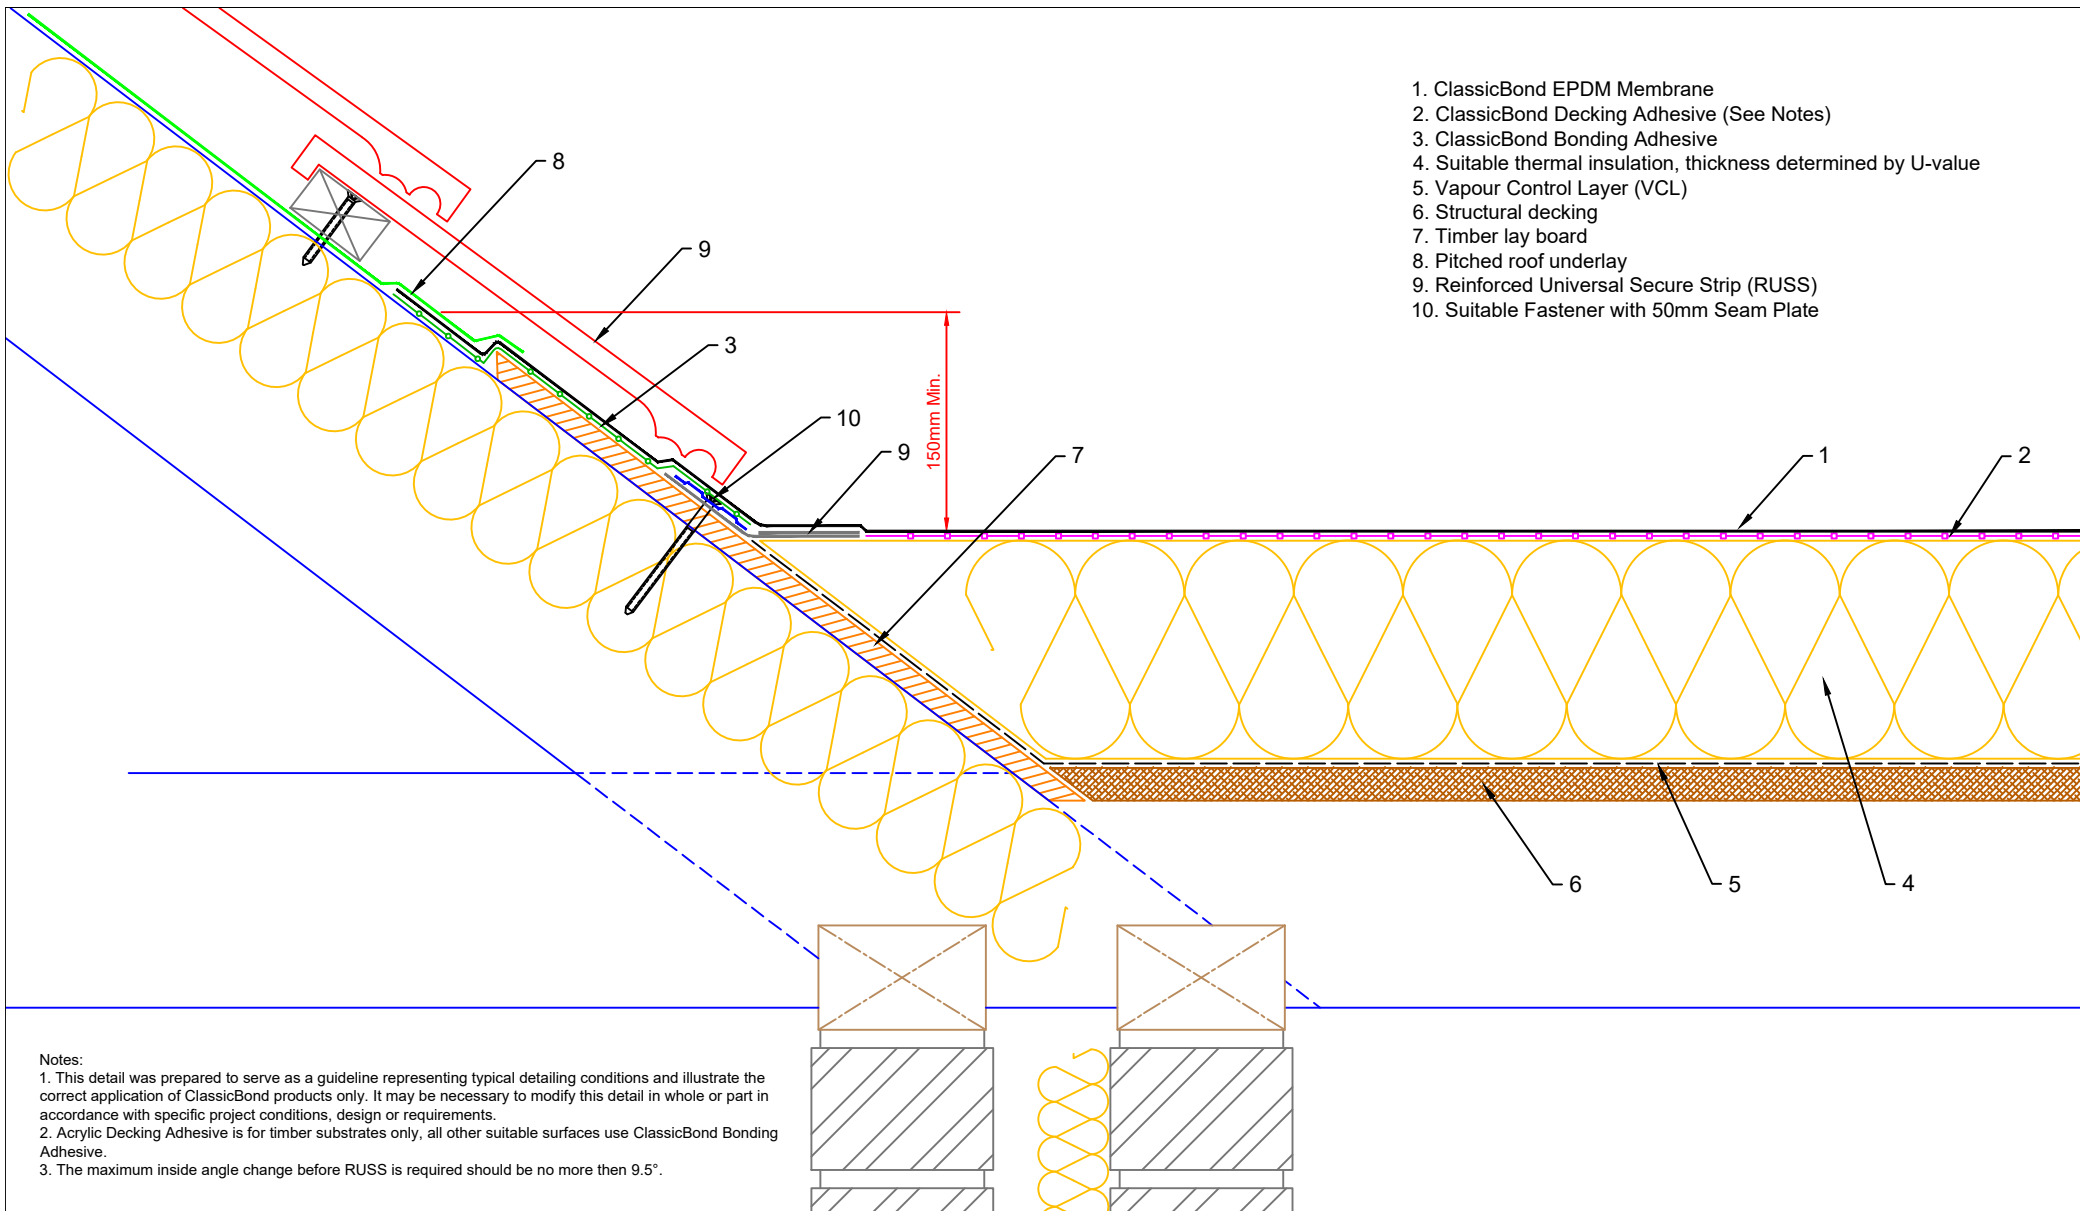 1. ClassicBond EPDM Membrane
2. ClassicBond Decking Adhesive (See Notes)
3. ClassicBond Bonding Adhesive
4. Suitable thermal insulation, thickness determined by U-value
5. Vapour Control Layer (VCL)
6. Structural decking
7. Timber lay board
8. Pitched roof underlay
9. Reinforced Universal Secure Strip (RUSS)
10. Suitable Fastener with 50mm Seam Plate
8
9
3
10
9
7
1
2
150mm Min.
6
5
4
Notes:
1. This detail was prepared to serve as a guideline representing typical detailing conditions and illustrate the
correct application of ClassicBond products only. It may be necessary to modify this detail in whole or part in
accordance with specific project conditions, design or requirements.
2. Acrylic Decking Adhesive is for timber substrates only, all other suitable surfaces use ClassicBond Bonding
Adhesive.
3. The maximum inside angle change before RUSS is required should be no more then 9.5°.